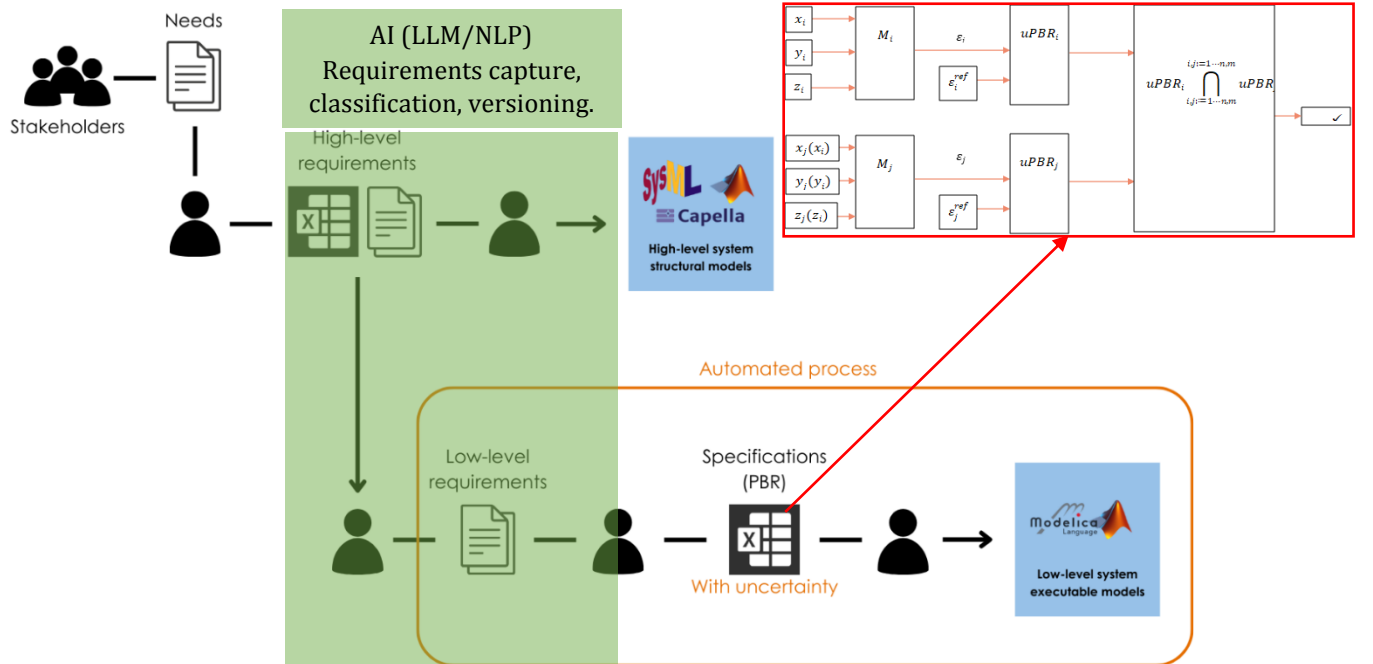 Needs
Stakeholders
AI (LLM/NLP)
Requirements capture,
classification, versioning.
High-level
requirements
X
SysML
Capella
High-level system
structural models
x_i
y_i
z_i
M_i
ε_i
ε_i^ref
uPBR_i
x_j(x_i)
y_j(y_i)
z_j(z_i)
M_j
ε_j
ε_j^ref
uPBR_j
i,j:=1⋯n,m
uPBR_i ⋂ uPBR
i,j:=1⋯n,m
✓
Automated process
Low-level
requirements
Specifications
(PBR)
X
With uncertainty
Modelica
Language
Low-level system
executable models